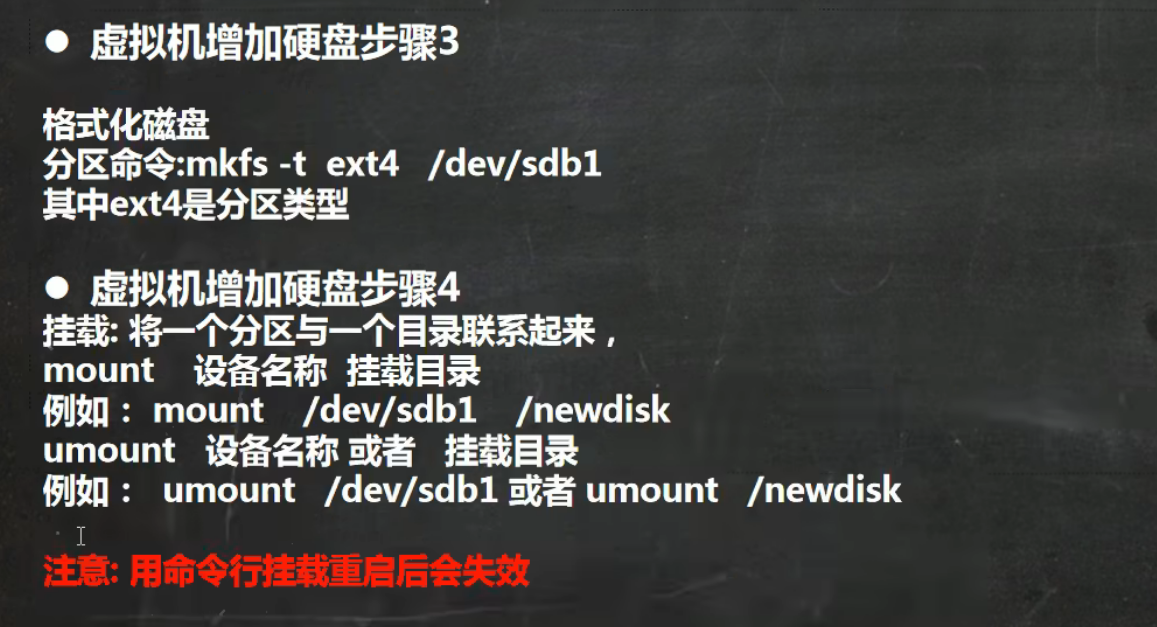 ● 虚拟机增加硬盘步骤3
格式化磁盘
分区命令:mkfs -t ext4 /dev/sdb1
其中ext4是分区类型
● 虚拟机增加硬盘步骤4
挂载: 将一个分区与一个目录联系起来，
mount 设备名称 挂载目录
例如： mount /dev/sdb1 /newdisk
umount 设备名称 或者 挂载目录
例如： umount /dev/sdb1 或者 umount /newdisk
注意: 用命令行挂载重启后会失效